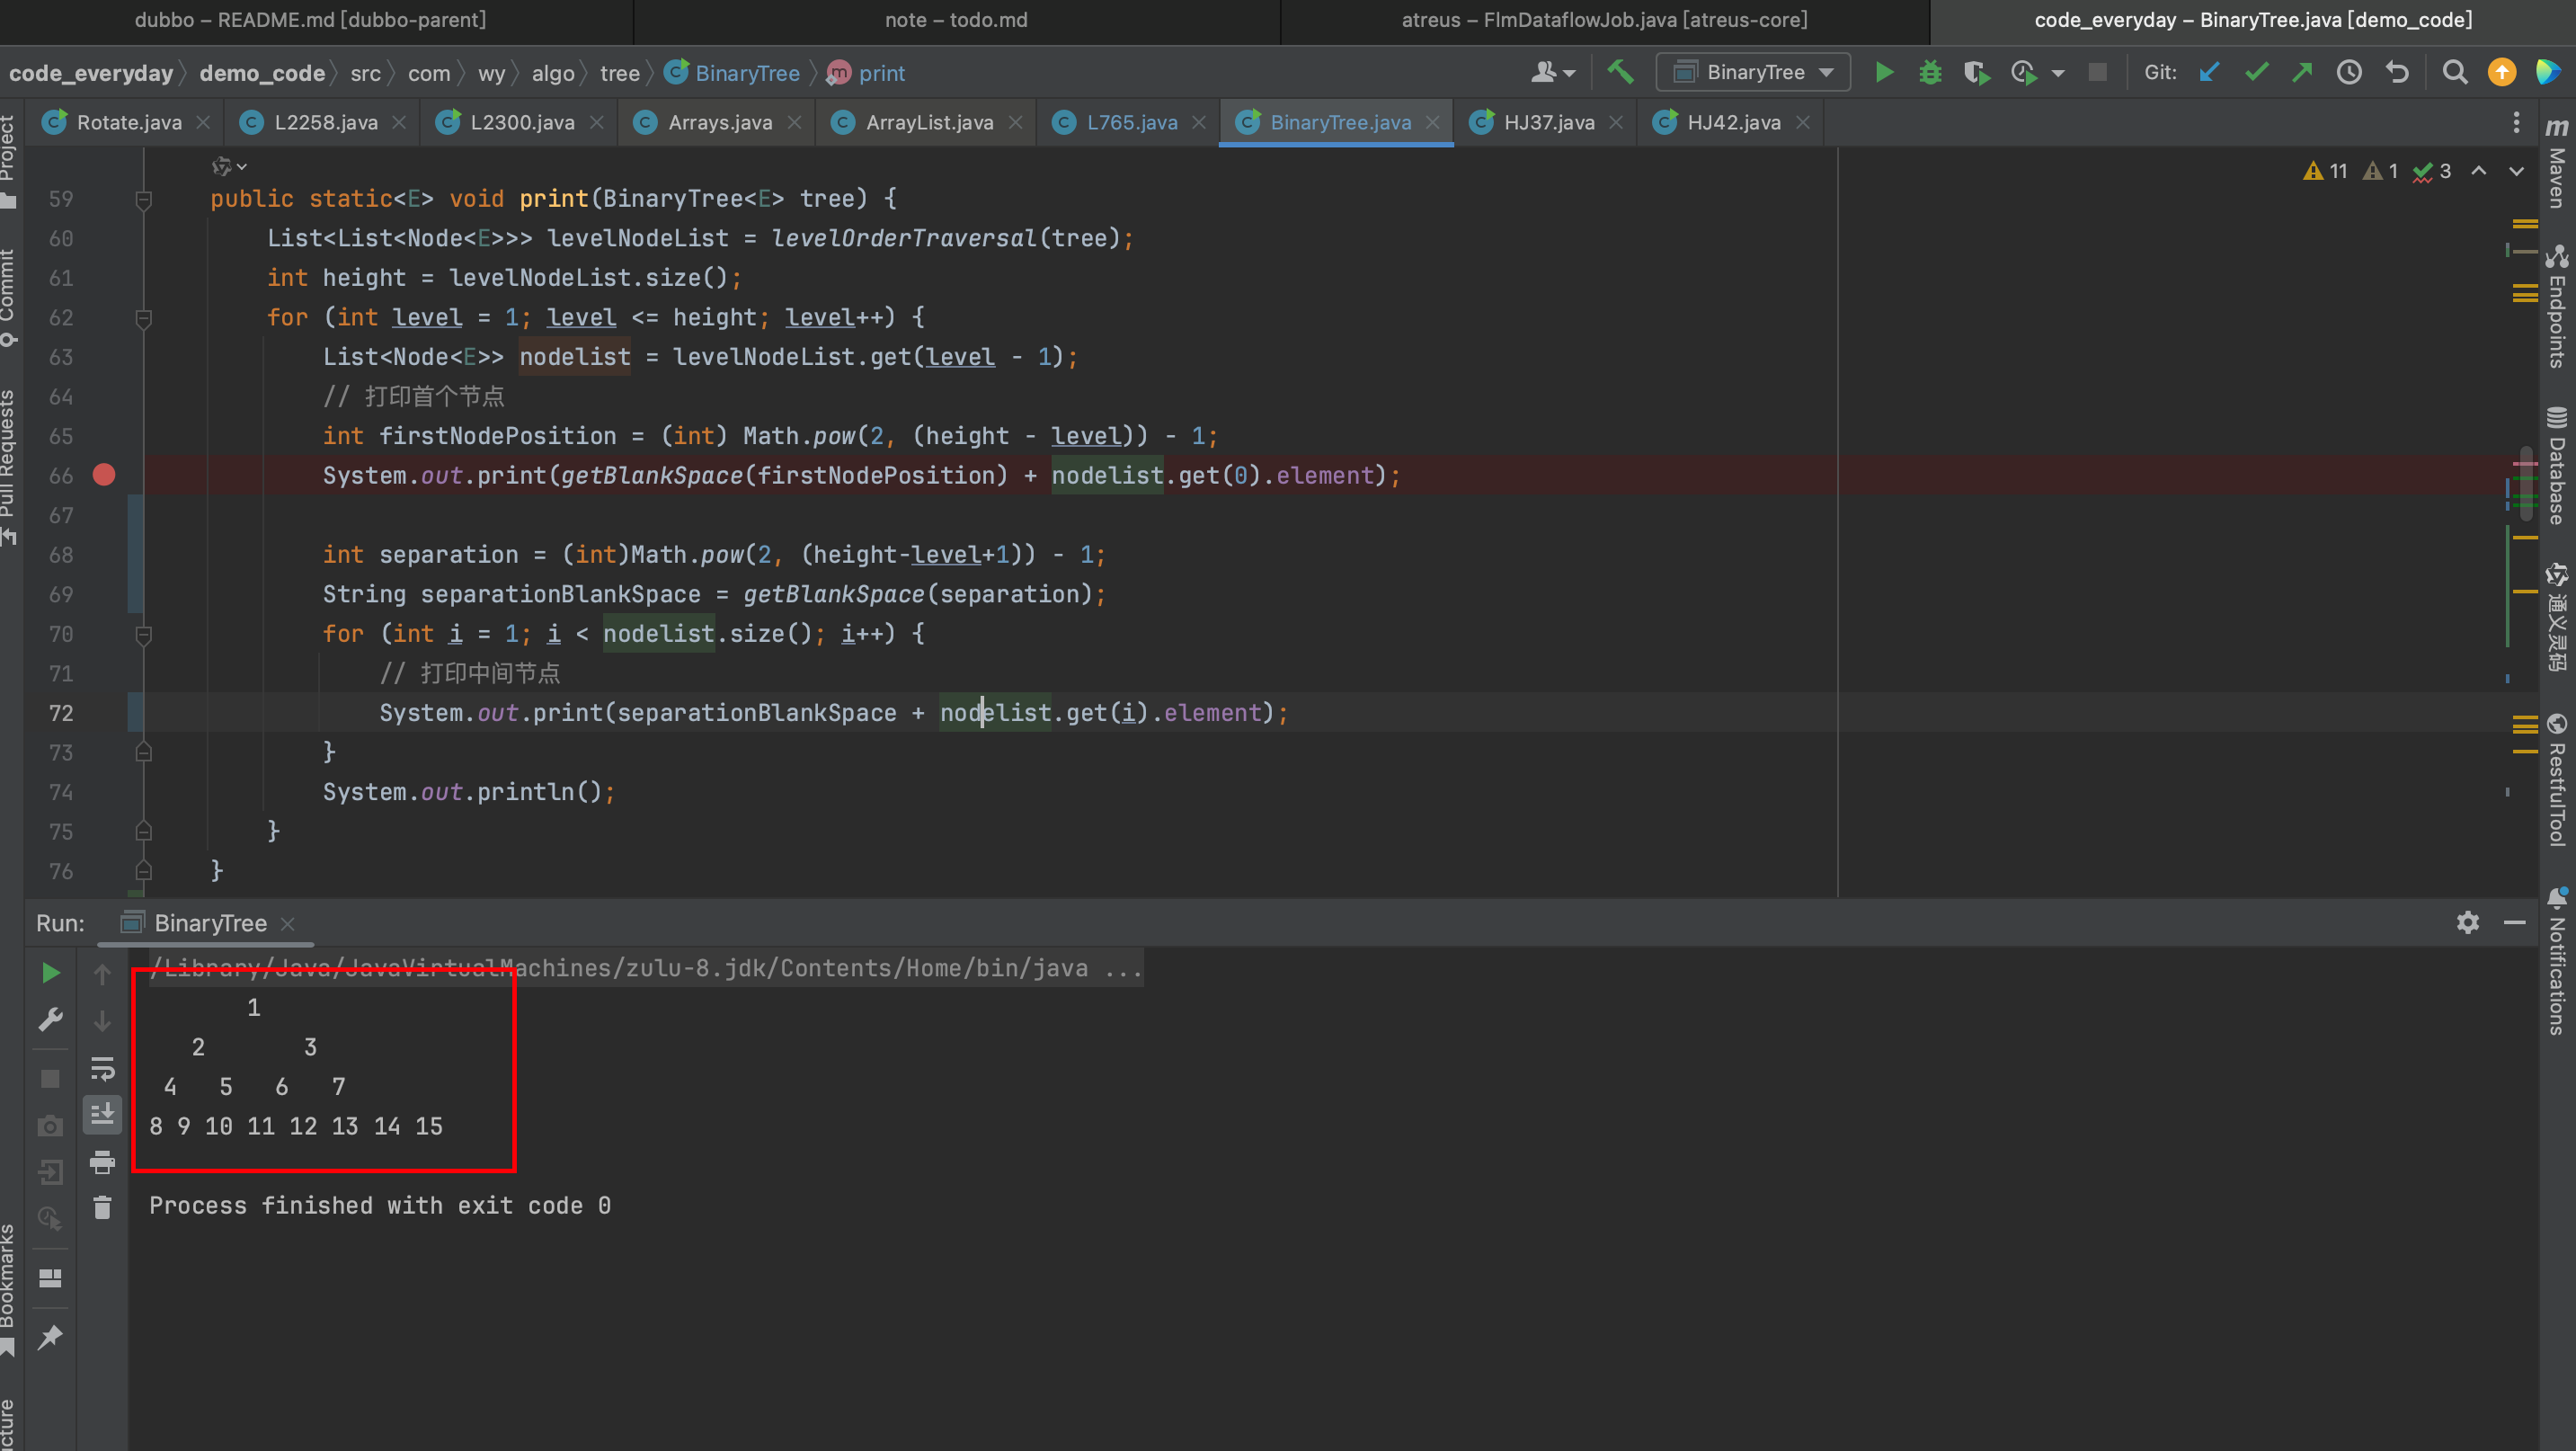 dubbo – README.md [dubbo-parent]
note – todo.md
atreus – FlmDataflowJob.java [atreus-core]
code_everyday – BinaryTree.java [demo_code]
code_everyday demo_code src com wy algo tree BinaryTree m print
BinaryTree
Git:
Rotate.java
L2258.java
L2300.java
Arrays.java
ArrayList.java
L765.java
BinaryTree.java
HJ37.java
HJ42.java
11 1 3
59 public static<E> void print(BinaryTree<E> tree) {
60 List<List<Node<E>>> levelNodeList = levelOrderTraversal(tree);
61 int height = levelNodeList.size();
62 for (int level = 1; level <= height; level++) {
63 List<Node<E>> nodelist = levelNodeList.get(level - 1);
64 // 打印首个节点
65 int firstNodePosition = (int) Math.pow(2, (height - level)) - 1;
66 System.out.print(getBlankSpace(firstNodePosition) + nodelist.get(0).element);
67
68 int separation = (int)Math.pow(2, (height-level+1)) - 1;
69 String separationBlankSpace = getBlankSpace(separation);
70 for (int i = 1; i < nodelist.size(); i++) {
71 // 打印中间节点
72 System.out.print(separationBlankSpace + nodelist.get(i).element);
73 }
74 System.out.println();
75 }
76 }
Project
Commit
Pull Requests
Bookmarks
m Maven
Endpoints
Database
通义灵码
RestfulTool
Notifications
Run: BinaryTree
/Library/Java/JavaVirtualMachines/zulu-8.jdk/Contents/Home/bin/java ...
1
2 3
4 5 6 7
8 9 10 11 12 13 14 15
Process finished with exit code 0